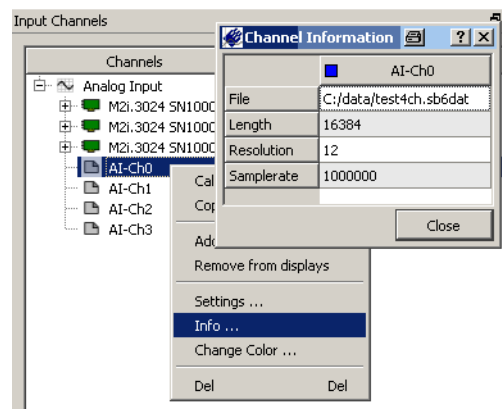 Input Channels
Channels
Analog Input
M2i.3024 SN1000
M2i.3024 SN1000
M2i.3024 SN1000
AI-Ch0
AI-Ch1
AI-Ch2
AI-Ch3
Remove from displays
Settings ...
Info ...
Change Color ...
Del Del
Channel Information
AI-Ch0
File C:/data/test4ch.sb6dat
Length 16384
Resolution 12
Samplerate 1000000
Close